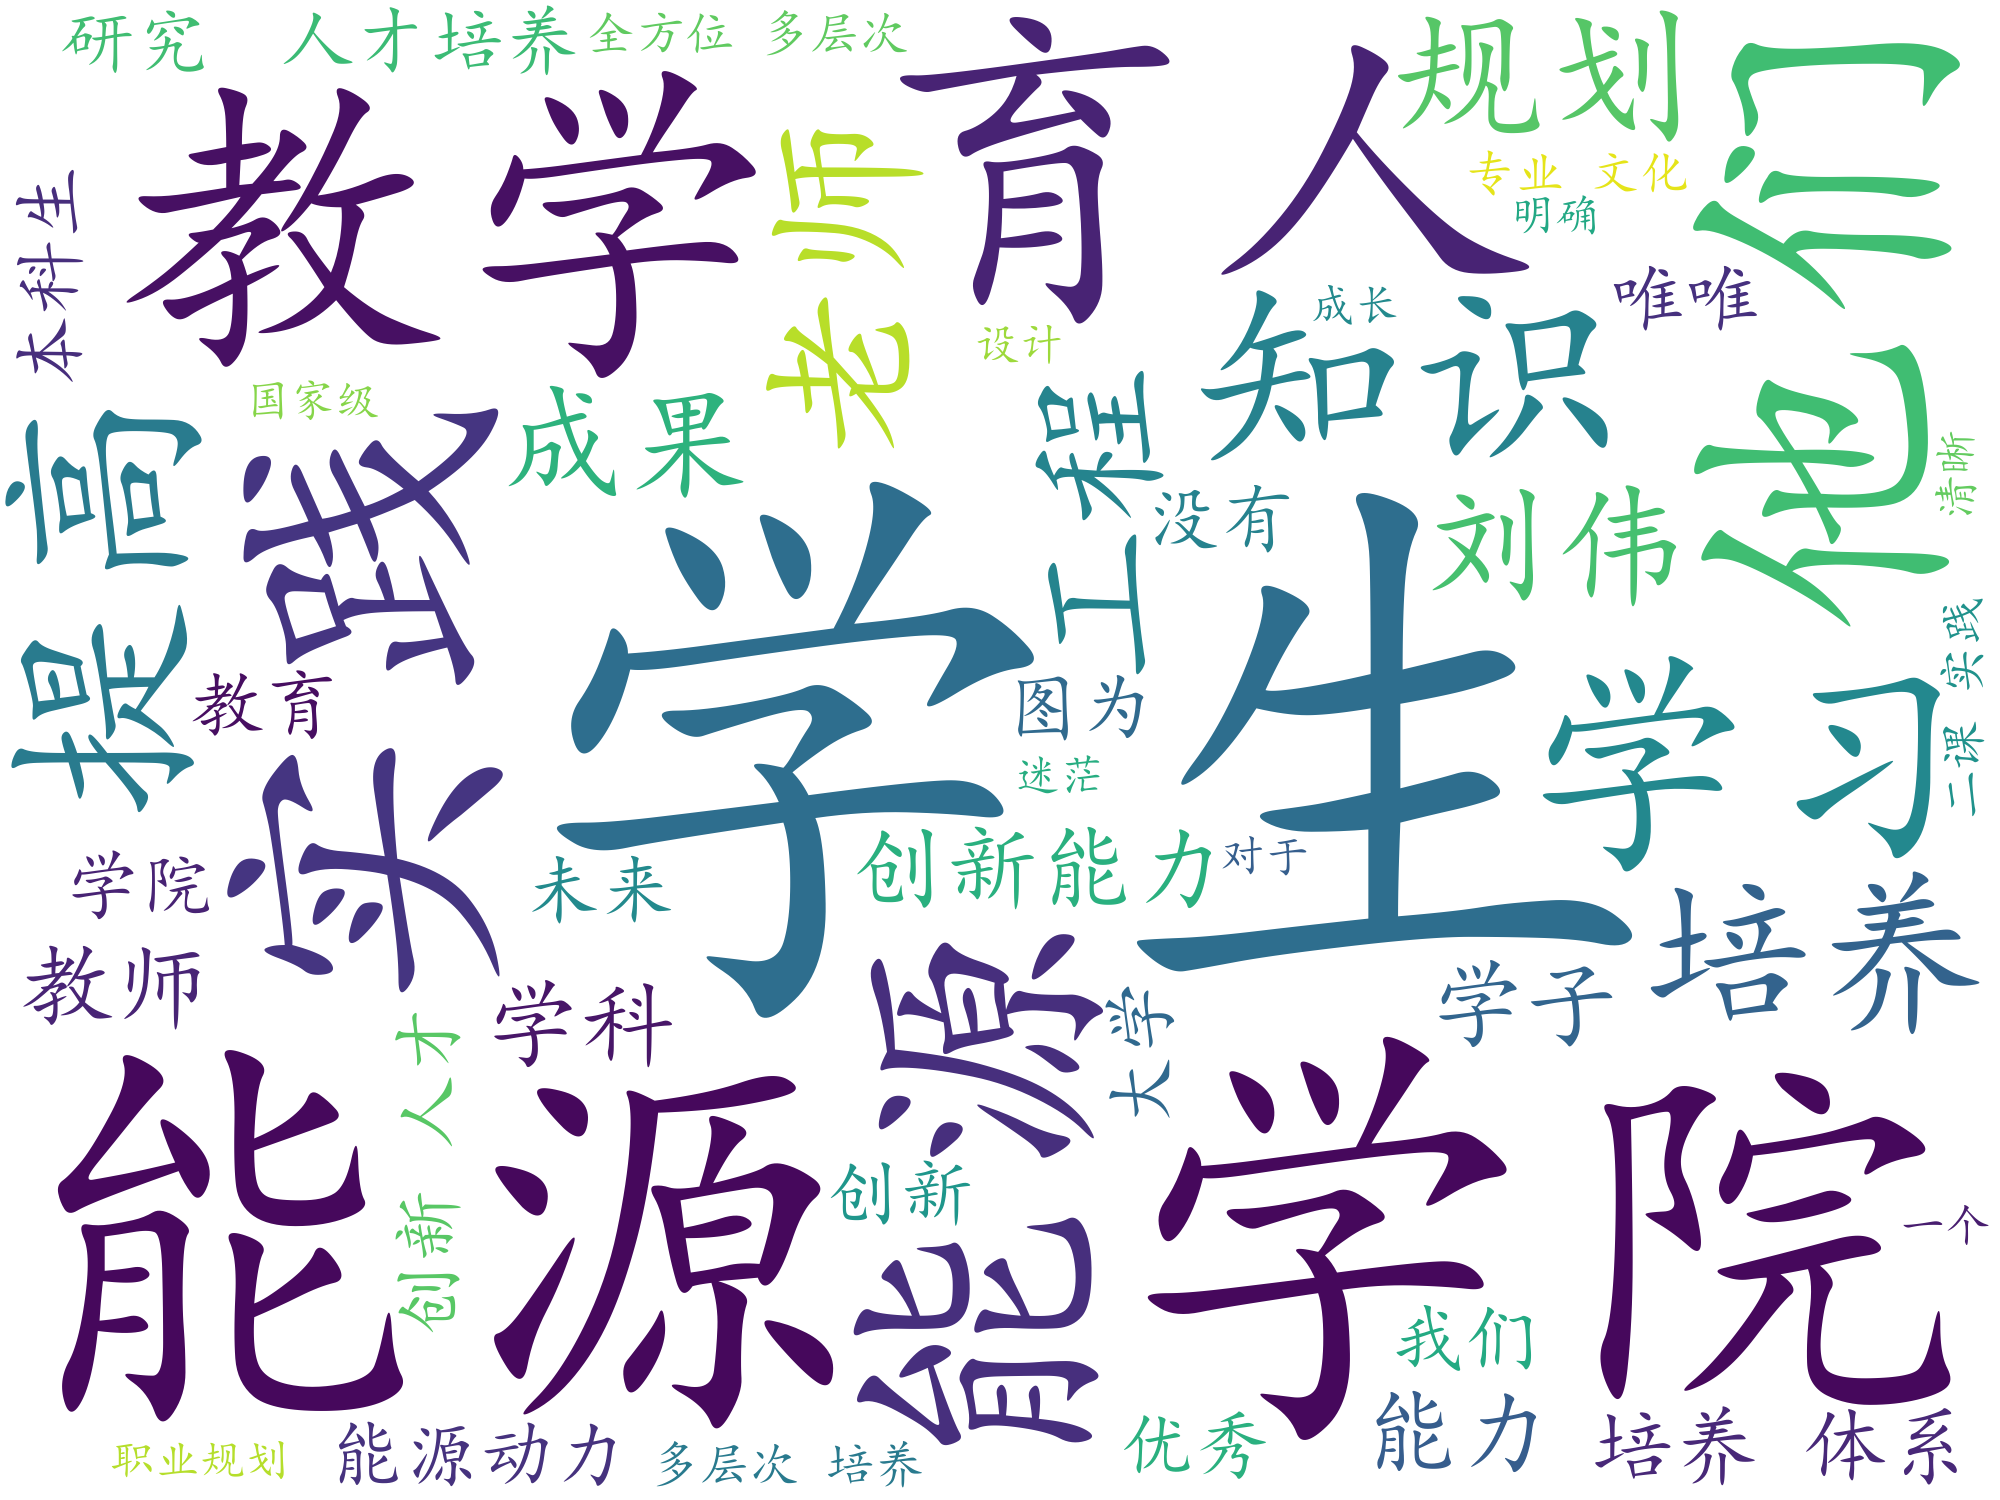 研究 人才培养
全方位 多层次
教学 育人
规划
他们
老师
本科生
专业 文化
明确
唯唯
成长
知识
设计
国家级
提高
实践
成果
工程
没有
刘伟
清晰
学生
教育
图为
学习
二课 实践
迷茫
创新能力
对于
学院
未来
培养
教师
学科
能源
大学
学子
创新 人才
能源 学院
创新
一个
我们
职业规划
能源动力
多层次 培养
优秀
能力
培养 体系